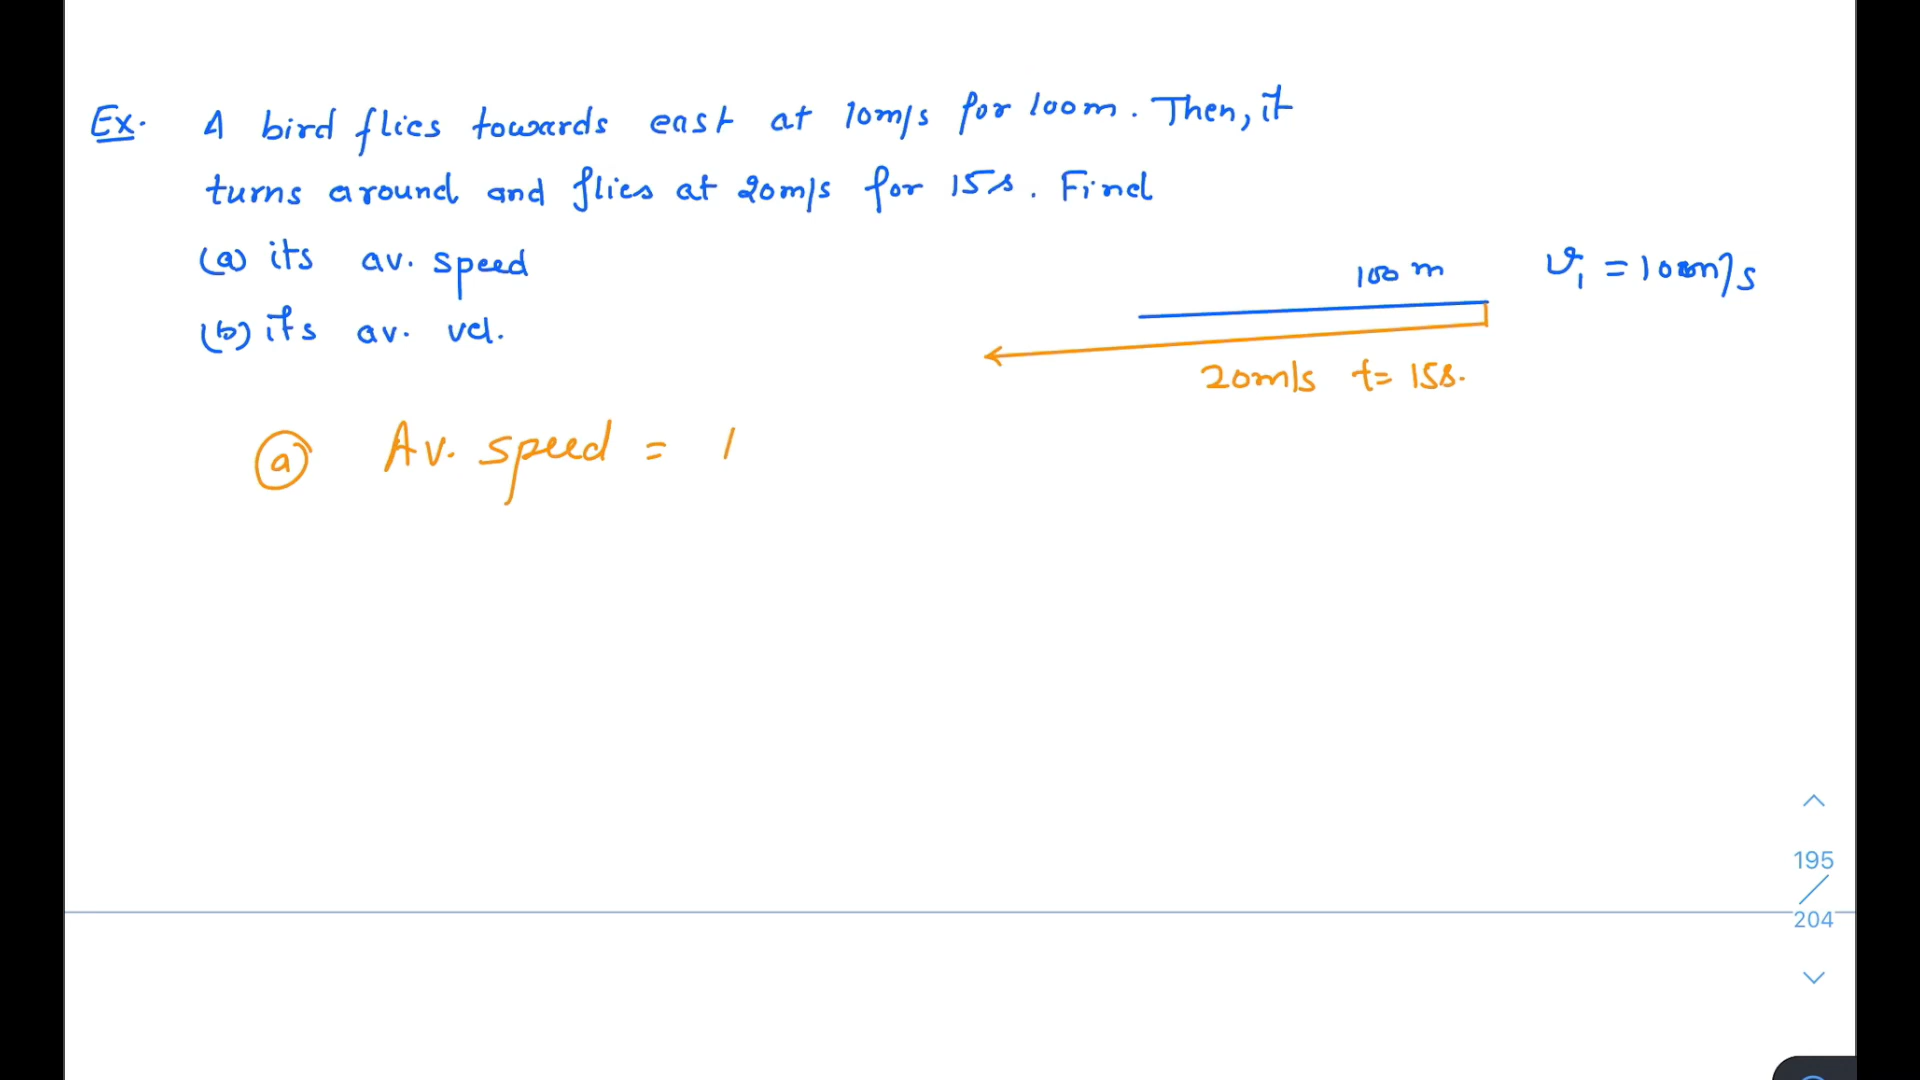 Ex. A bird flies towards east at 10m/s for 100m. Then, it
turns around and flies at 20m/s for 15s. Find
(a) its av. speed
(b) its av. vel.
100 m
v₁ = 10m/s
20m/s t= 15s.
(a) Av. speed = 1
195
/
204